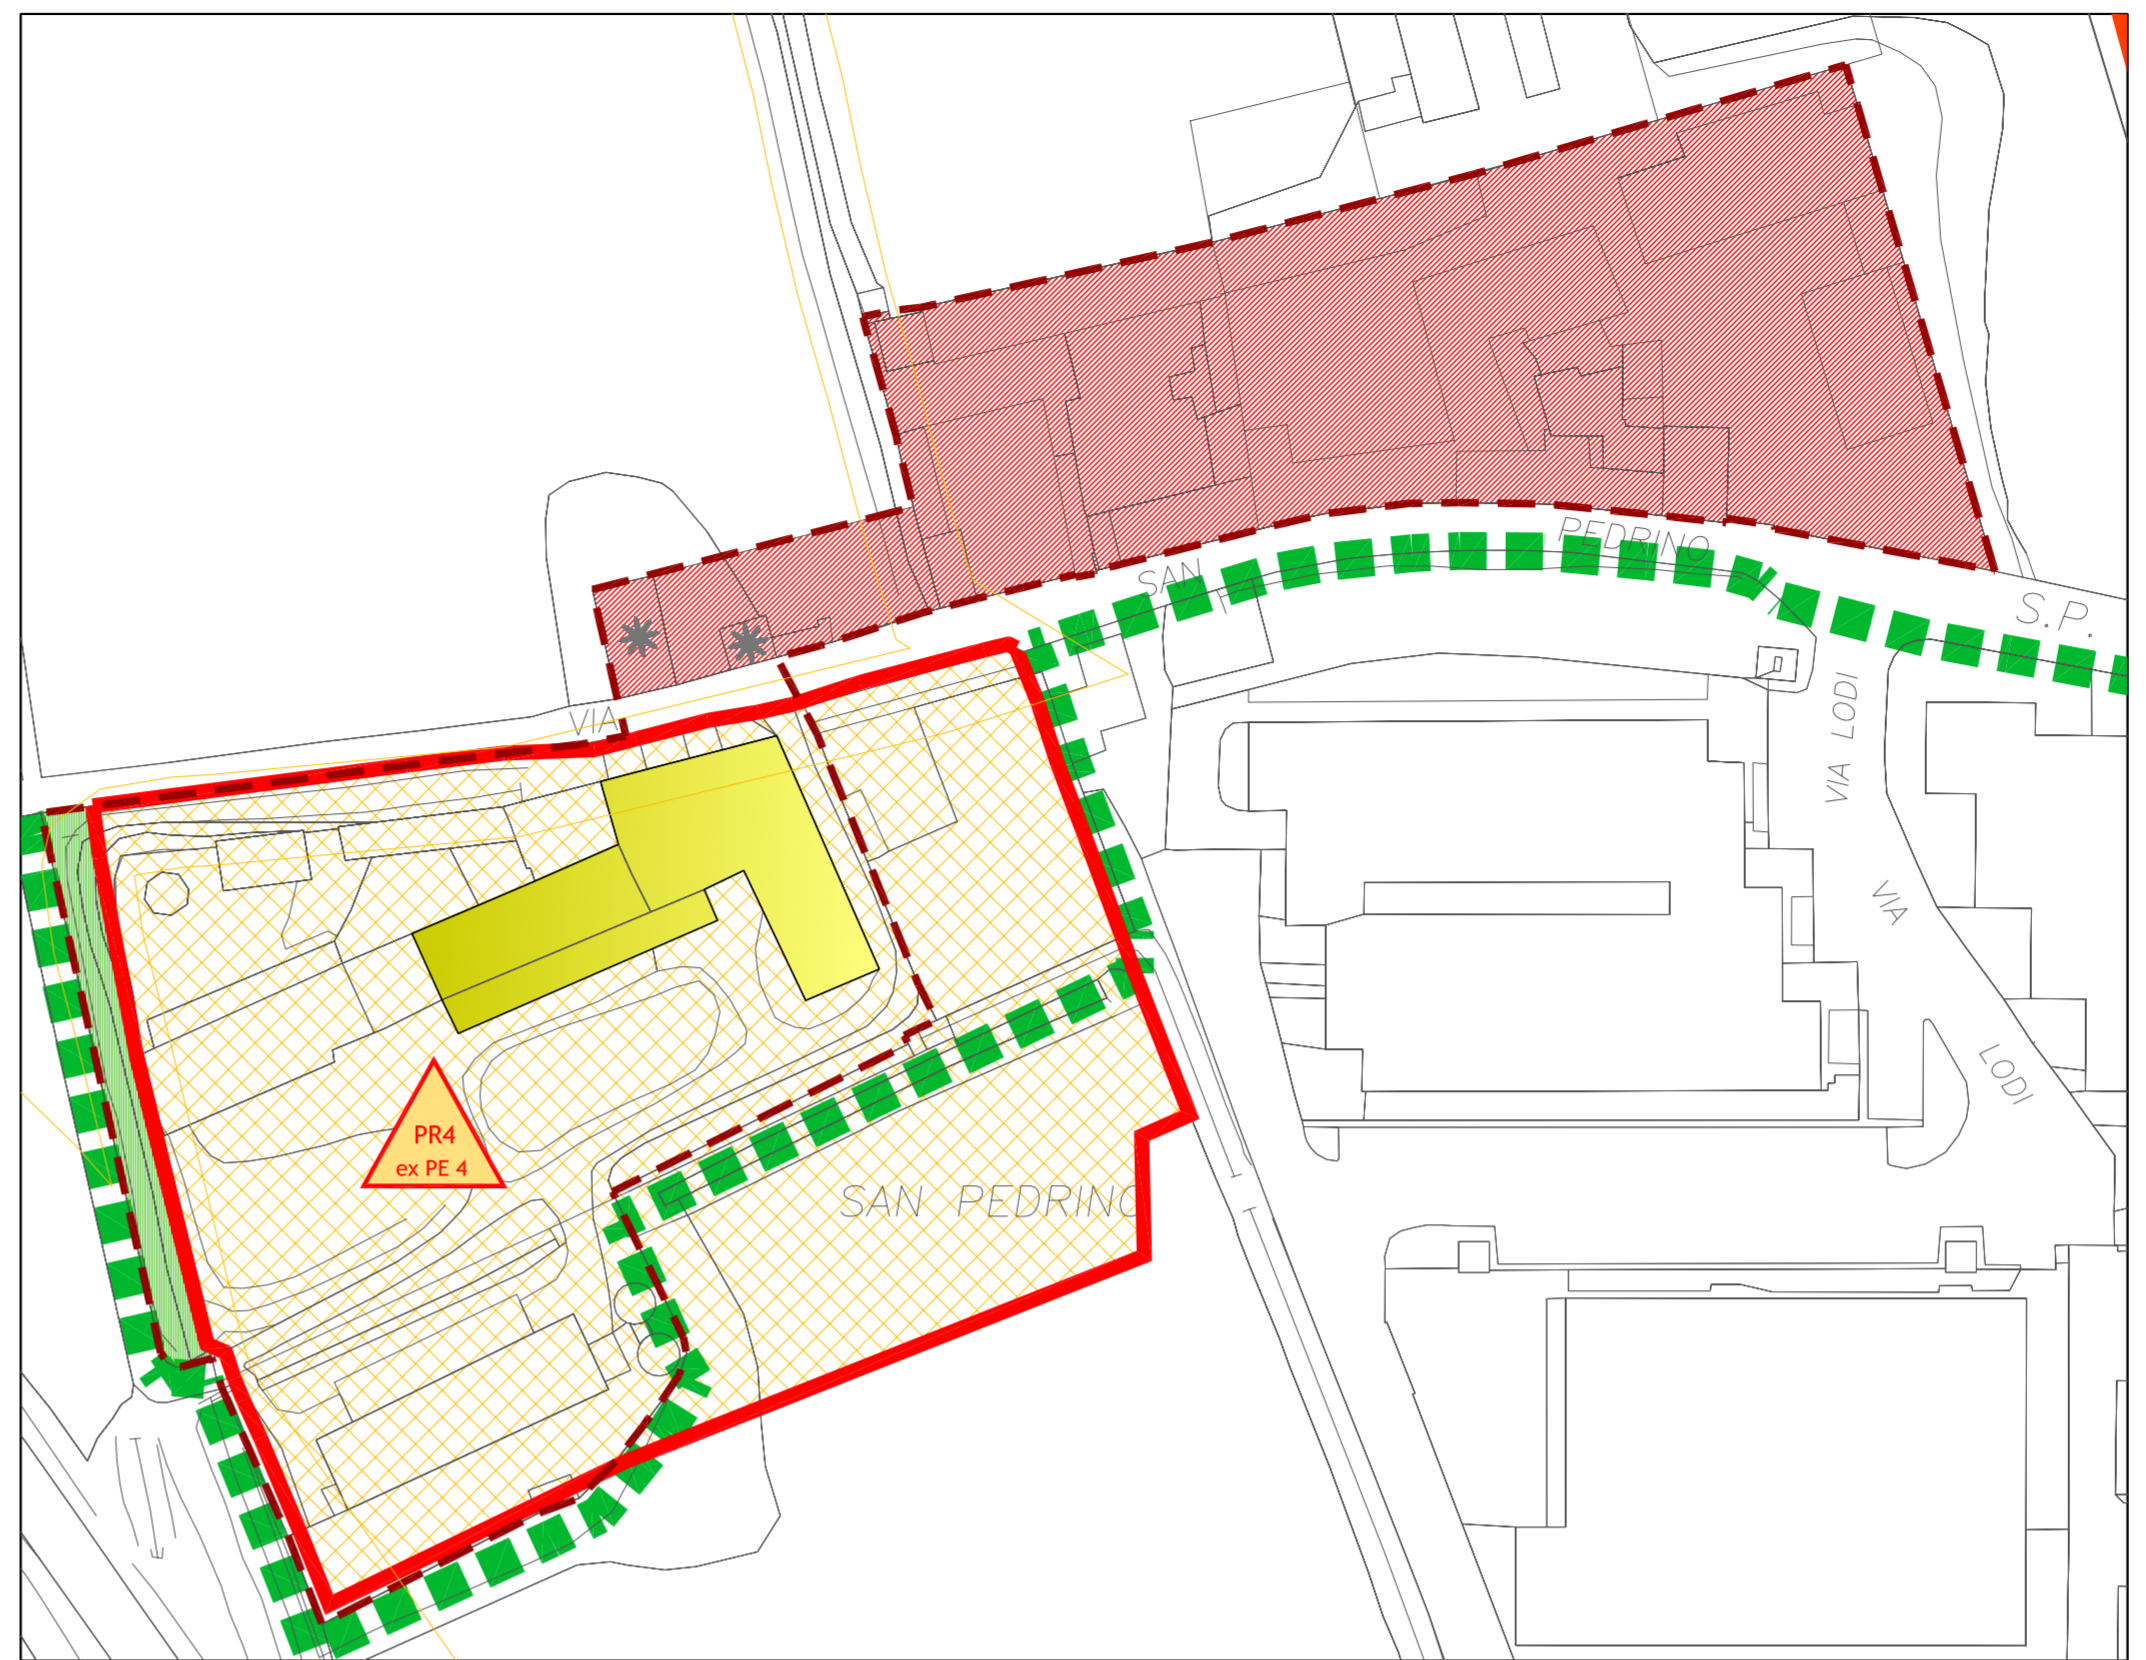 PEDRINO
SAN
S.P.
VIA
VIA LODI
VIA
LODI
PR4
ex PE 4
SAN PEDRINO